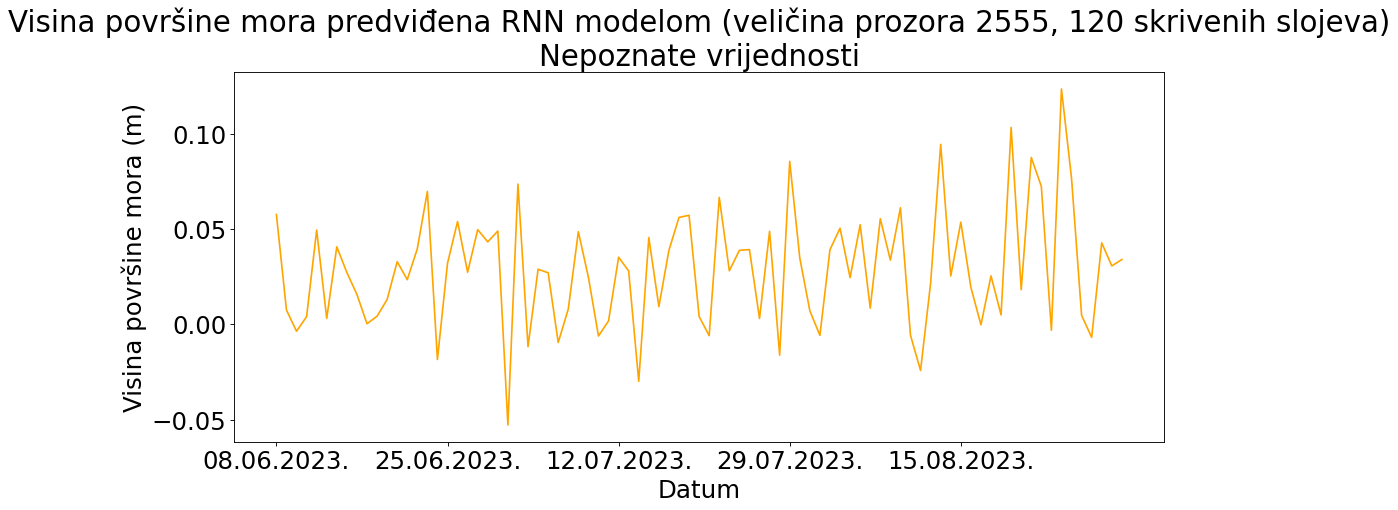 Visina površine mora predviđena RNN modelom (veličina prozora 2555, 120 skrivenih slojeva)
Nepoznate vrijednosti
Visina površine mora (m)
0.10
0.05
0.00
−0.05
08.06.2023. 25.06.2023. 12.07.2023. 29.07.2023. 15.08.2023.
Datum